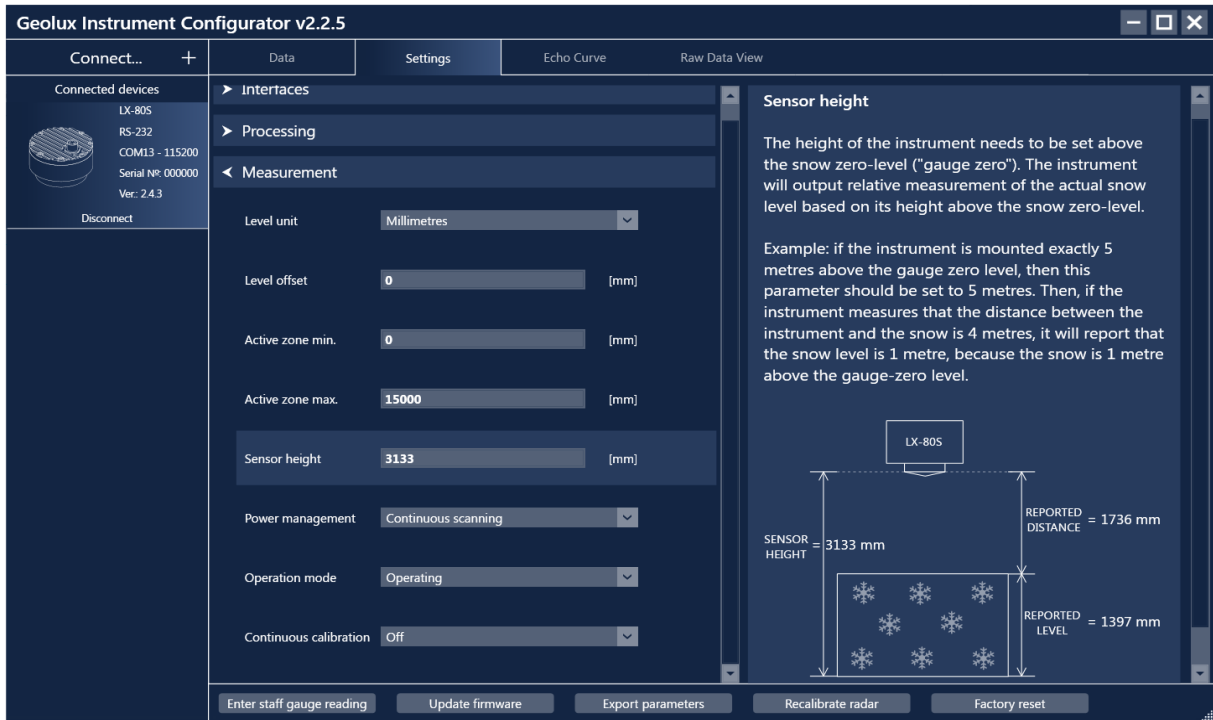 Geolux Instrument Configurator v2.2.5
Connect... +
Data
Settings
Echo Curve
Raw Data View
Connected devices
LX-80S
RS-232
COM13 - 115200
Serial Nº: 000000
Ver.: 2.4.3
Disconnect
Interfaces
Processing
Measurement
Level unit
Millimetres
Level offset
0
[mm]
Active zone min.
0
[mm]
Active zone max.
15000
[mm]
Sensor height
3133
[mm]
Power management
Continuous scanning
Operation mode
Operating
Continuous calibration
Off
Sensor height
The height of the instrument needs to be set above
the snow zero-level ("gauge zero"). The instrument
will output relative measurement of the actual snow
level based on its height above the snow zero-level.
Example: if the instrument is mounted exactly 5
metres above the gauge zero level, then this
parameter should be set to 5 metres. Then, if the
instrument measures that the distance between the
instrument and the snow is 4 metres, it will report that
the snow level is 1 metre, because the snow is 1 metre
above the gauge-zero level.
LX-80S
SENSOR
HEIGHT
= 3133 mm
REPORTED
DISTANCE
= 1736 mm
REPORTED
LEVEL
= 1397 mm
Enter staff gauge reading
Update firmware
Export parameters
Recalibrate radar
Factory reset